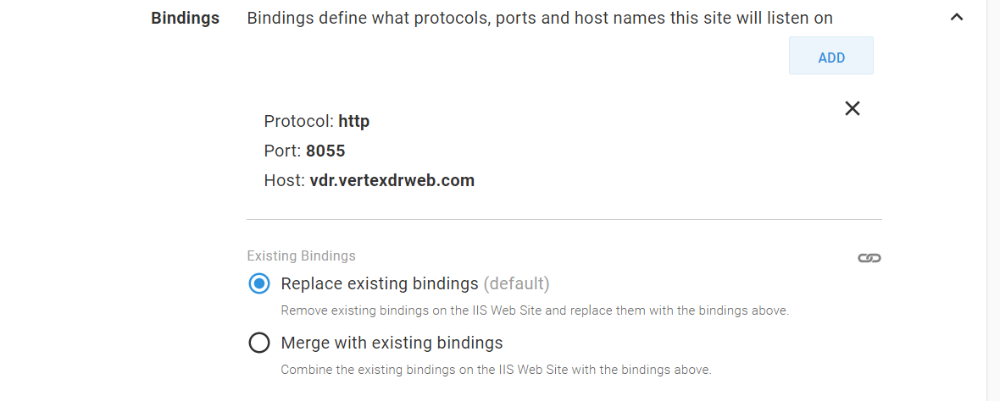 Bindings Bindings define what protocols, ports and host names this site will listen on
ADD
Protocol: http
Port: 8055
Host: vdr.vertexdrweb.com
Existing Bindings
Replace existing bindings (default)
Remove existing bindings on the IIS Web Site and replace them with the bindings above.
Merge with existing bindings
Combine the existing bindings on the IIS Web Site with the bindings above.